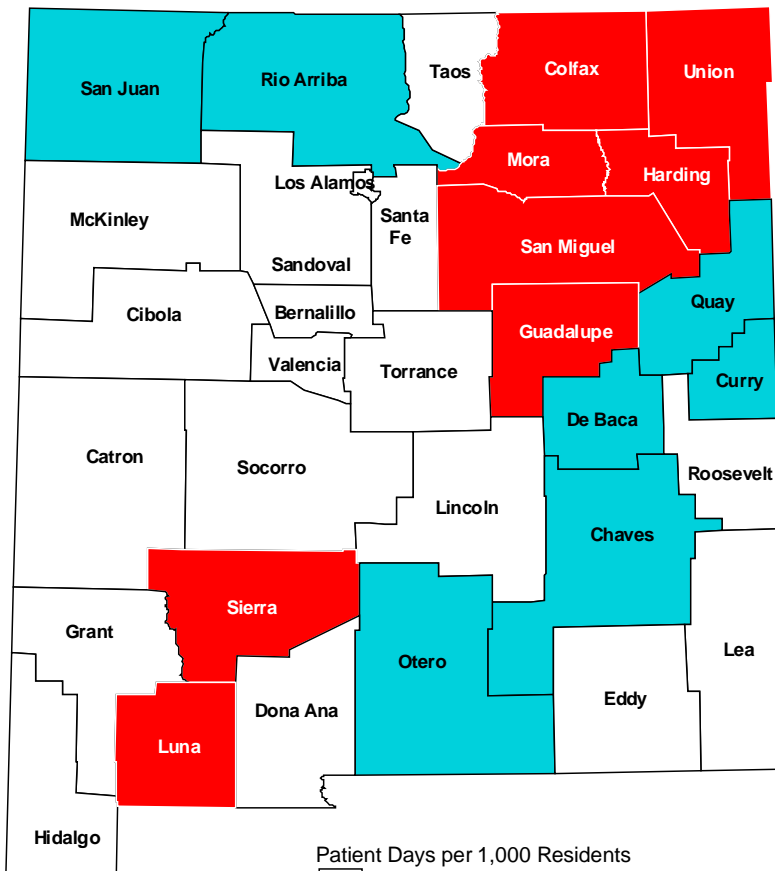 Taos
Colfax
Union
San Juan
Rio Arriba
Mora
Harding
Los Alamos
McKinley
Santa
Fe
San Miguel
Sandoval
Quay
Cibola
Bernalillo
Guadalupe
Valencia
Torrance
Curry
De Baca
Catron
Socorro
Roosevelt
Lincoln
Chaves
Sierra
Grant
Otero
Lea
Eddy
Dona Ana
Luna
Hidalgo
Patient Days per 1,000 Residents